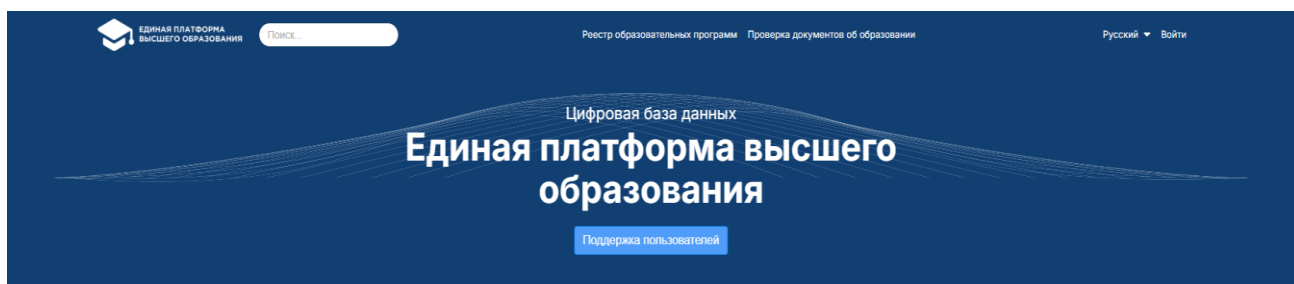 ЕДИНАЯ ПЛАТФОРМА
ВЫСШЕГО ОБРАЗОВАНИЯ
Поиск...
Реестр образовательных программ Проверка документов об образовании
Русский Войти
Цифровая база данных
Единая платформа высшего
образования
Поддержка пользователей